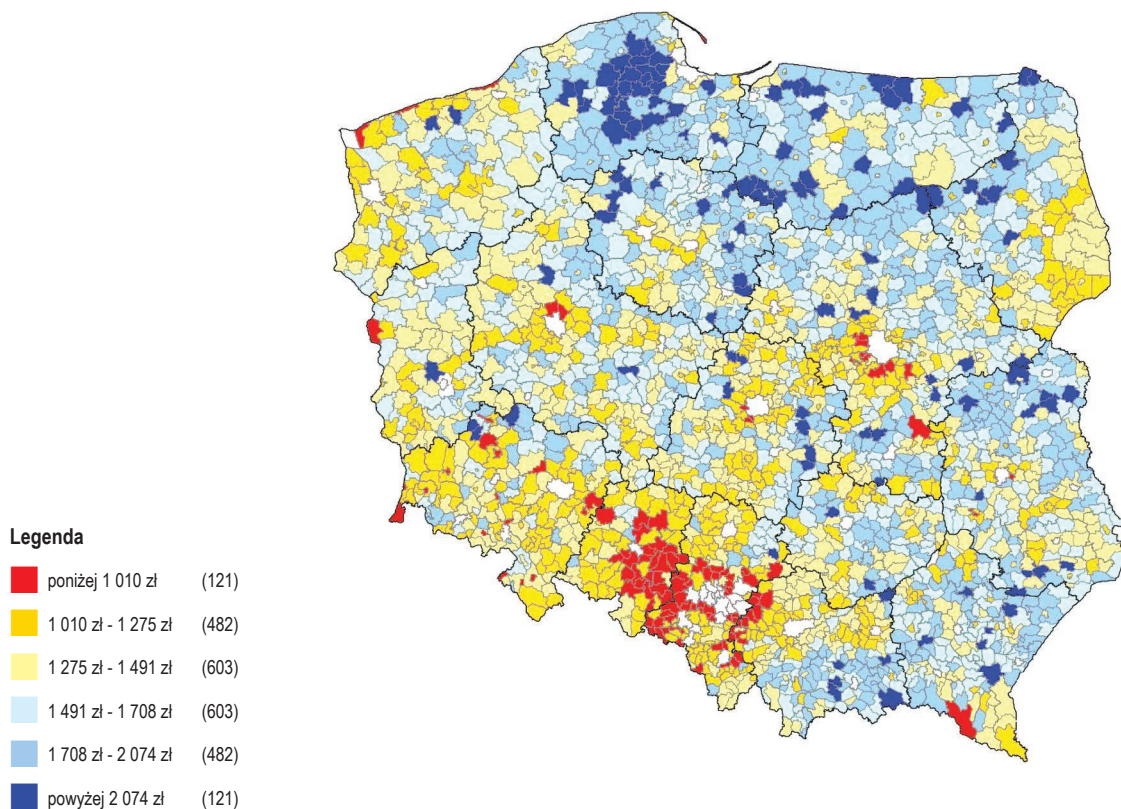 Legenda
poniżej 1 010 zł (121)
1 010 zł - 1 275 zł (482)
1 275 zł - 1 491 zł (603)
1 491 zł - 1 708 zł (603)
1 708 zł - 2 074 zł (482)
powyżej 2 074 zł (121)